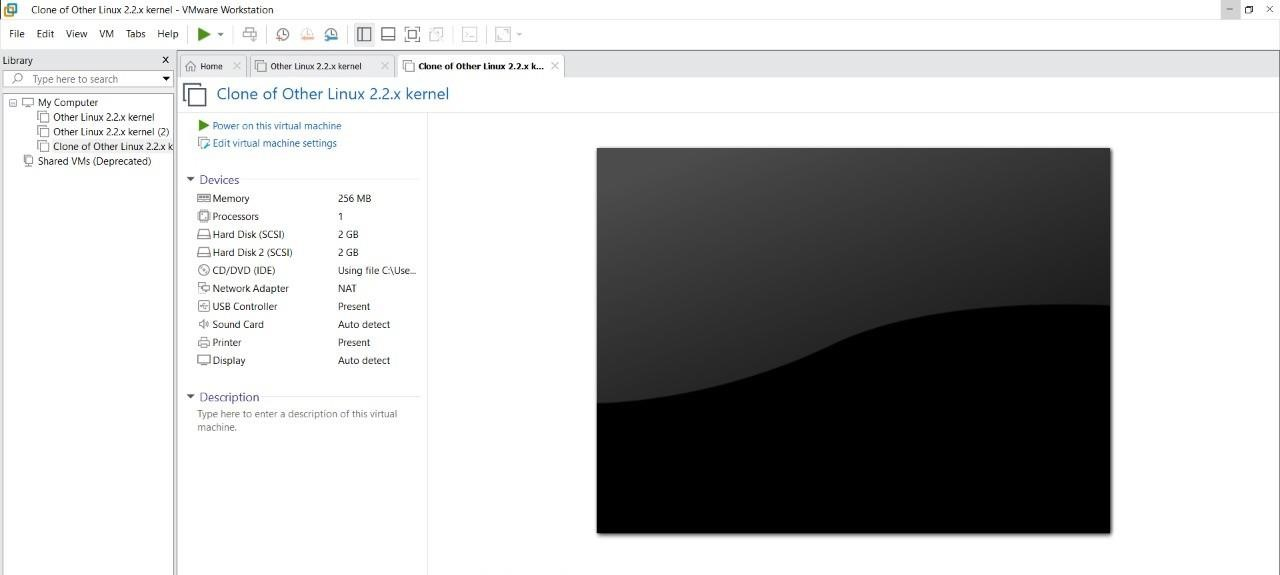 Clone of Other Linux 2.2.x kernel - VMware Workstation
File Edit View VM Tabs Help
Library X
Type here to search
My Computer
Other Linux 2.2.x kernel
Other Linux 2.2.x kernel (2)
Clone of Other Linux 2.2.x k
Shared VMs (Deprecated)
Home Other Linux 2.2.x kernel Clone of Other Linux 2.2.x k...
Clone of Other Linux 2.2.x kernel
Power on this virtual machine
Edit virtual machine settings
Devices
Memory 256 MB
Processors 1
Hard Disk (SCSI) 2 GB
Hard Disk 2 (SCSI) 2 GB
CD/DVD (IDE) Using file C:\Use...
Network Adapter NAT
USB Controller Present
Sound Card Auto detect
Printer Present
Display Auto detect
Description
Type here to enter a description of this virtual
machine.